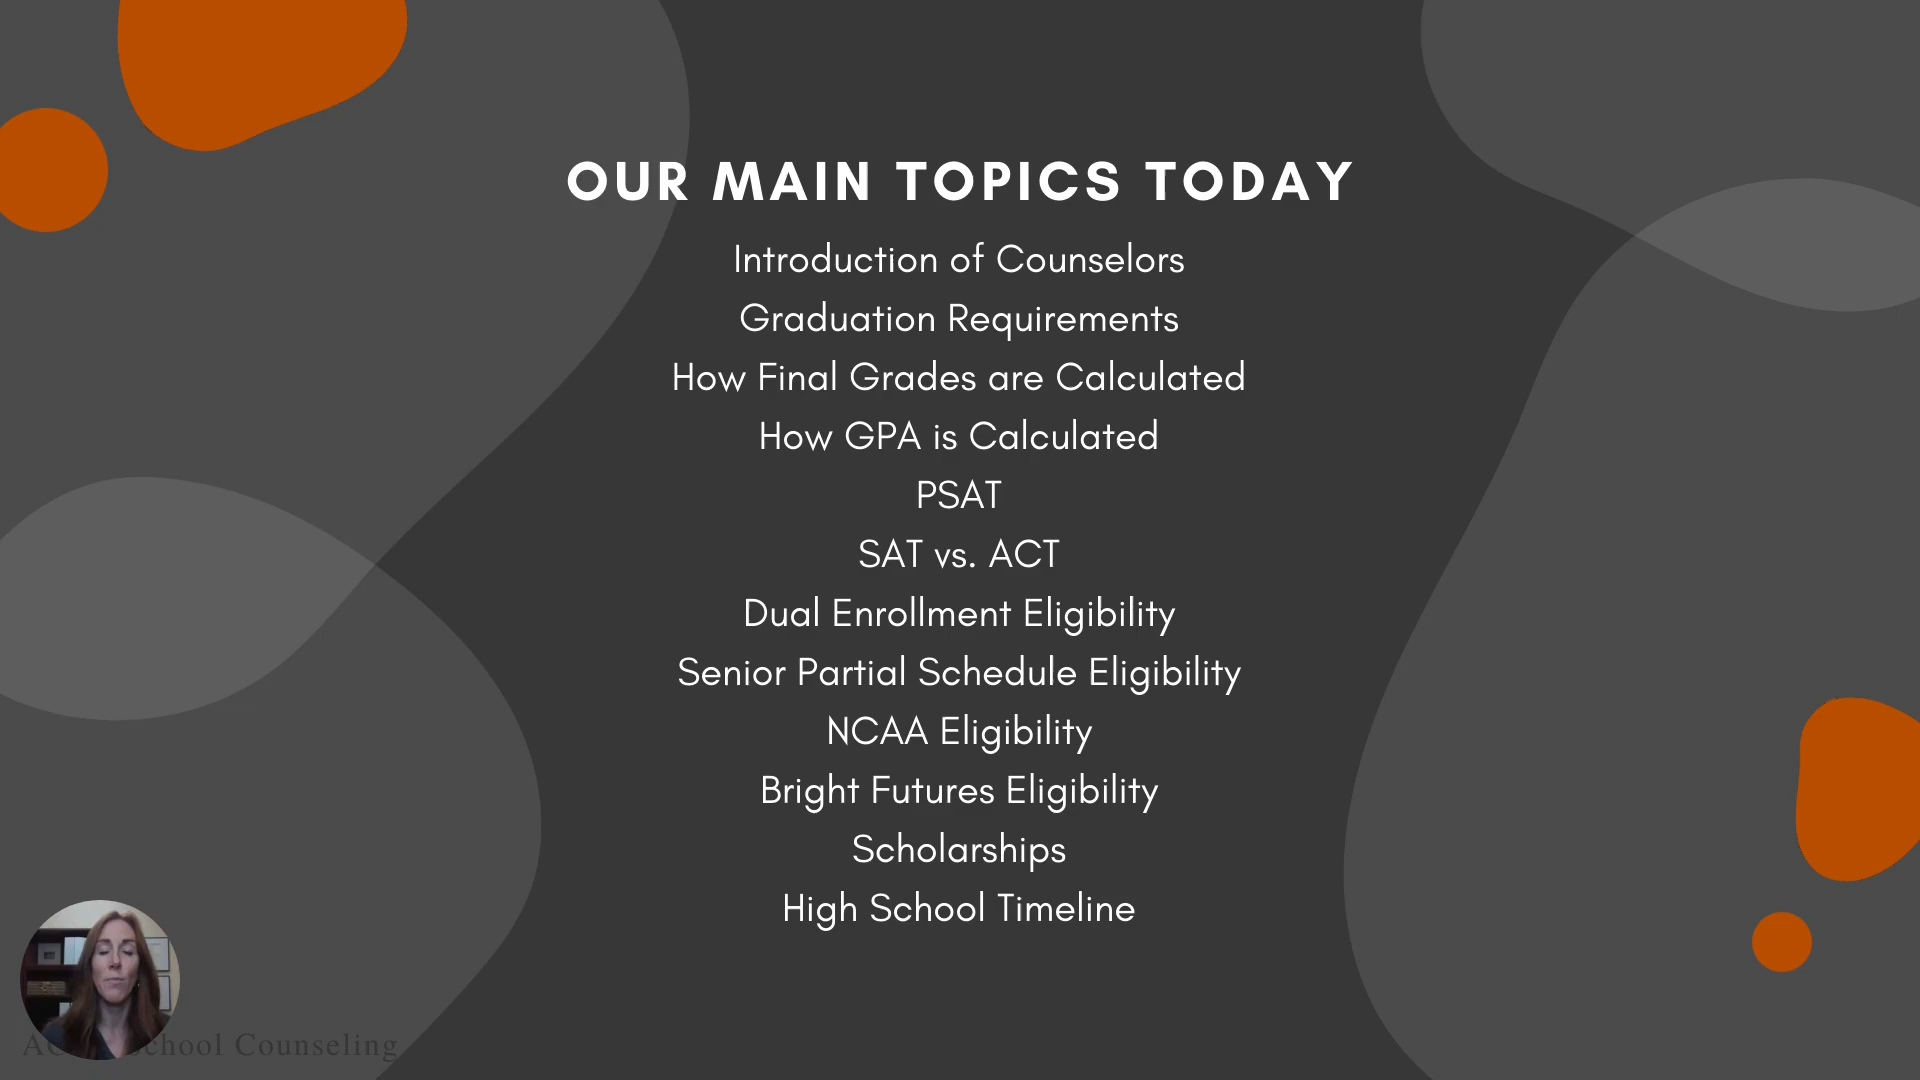 OUR MAIN TOPICS TODAY
Introduction of Counselors
Graduation Requirements
How Final Grades are Calculated
How GPA is Calculated
PSAT
SAT vs. ACT
Dual Enrollment Eligibility
Senior Partial Schedule Eligibility
NCAA Eligibility
Bright Futures Eligibility
Scholarships
High School Timeline
School Counseling